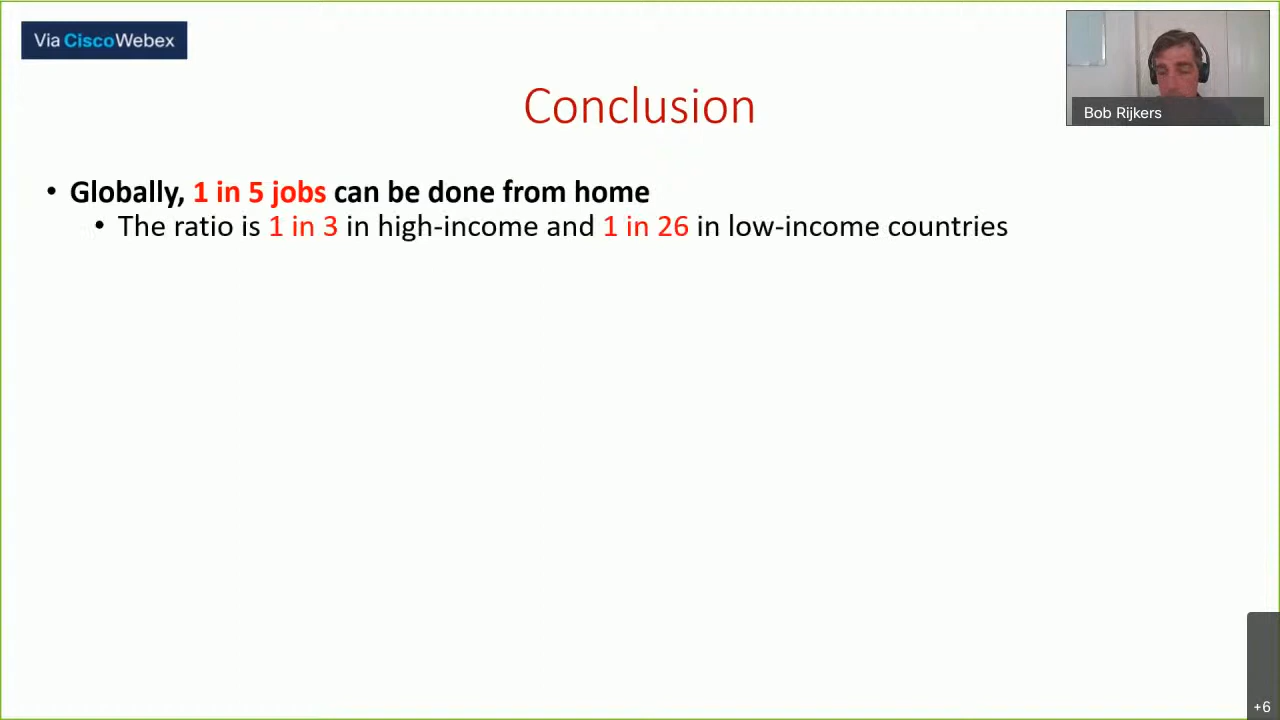 Via CiscoWebex
Conclusion
Bob Rijkers
• Globally, 1 in 5 jobs can be done from home
• The ratio is 1 in 3 in high-income and 1 in 26 in low-income countries
+6